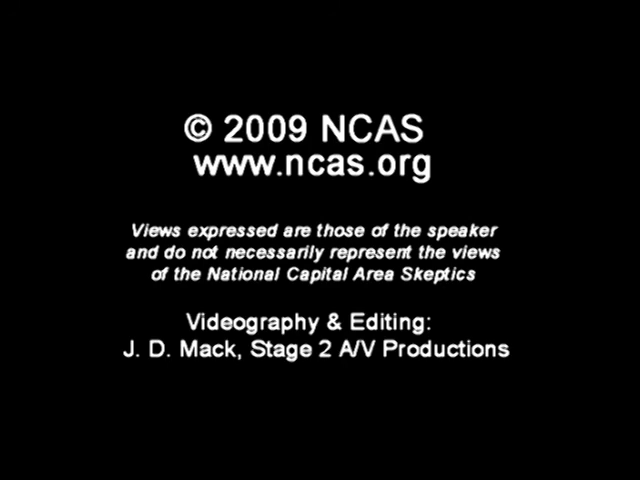 © 2009 NCAS
www.ncas.org
Views expressed are those of the speaker
and do not necessarily represent the views
of the National Capital Area Skeptics
Videography & Editing:
J. D. Mack, Stage 2 A/V Productions